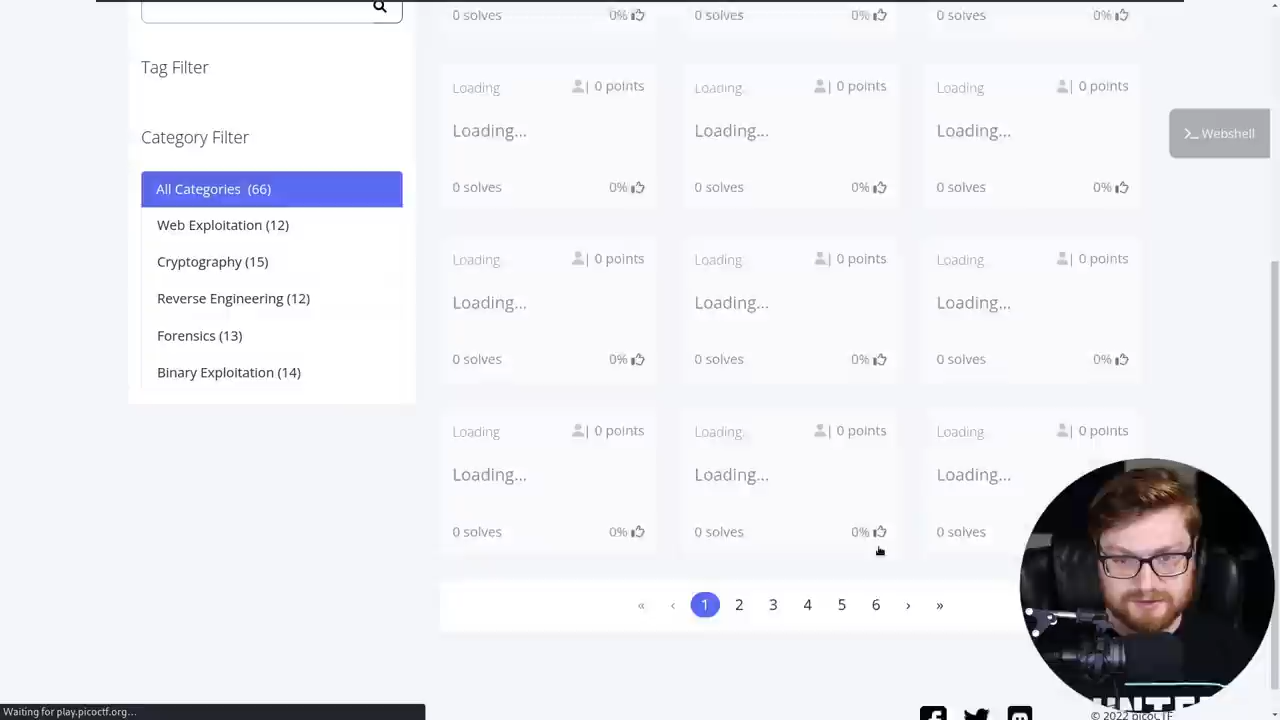 0 solves 0% 0 solves 0% 0 solves 0%
Tag Filter
Category Filter
All Categories (66)
Web Exploitation (12)
Cryptography (15)
Reverse Engineering (12)
Forensics (13)
Binary Exploitation (14)
Loading | 0 points Loading | 0 points Loading | 0 points
Loading... Loading... Loading...
0 solves 0% 0 solves 0% 0 solves 0%
Loading | 0 points Loading | 0 points Loading | 0 points
Loading... Loading... Loading...
0 solves 0% 0 solves 0% 0 solves 0%
Loading | 0 points Loading | 0 points Loading | 0 points
Loading... Loading... Loading...
0 solves 0% 0 solves 0% 0 solves
>_ Webshell
« ‹ 1 2 3 4 5 6 › »
Waiting for play.picoctf.org...
© 2022 picoCTF